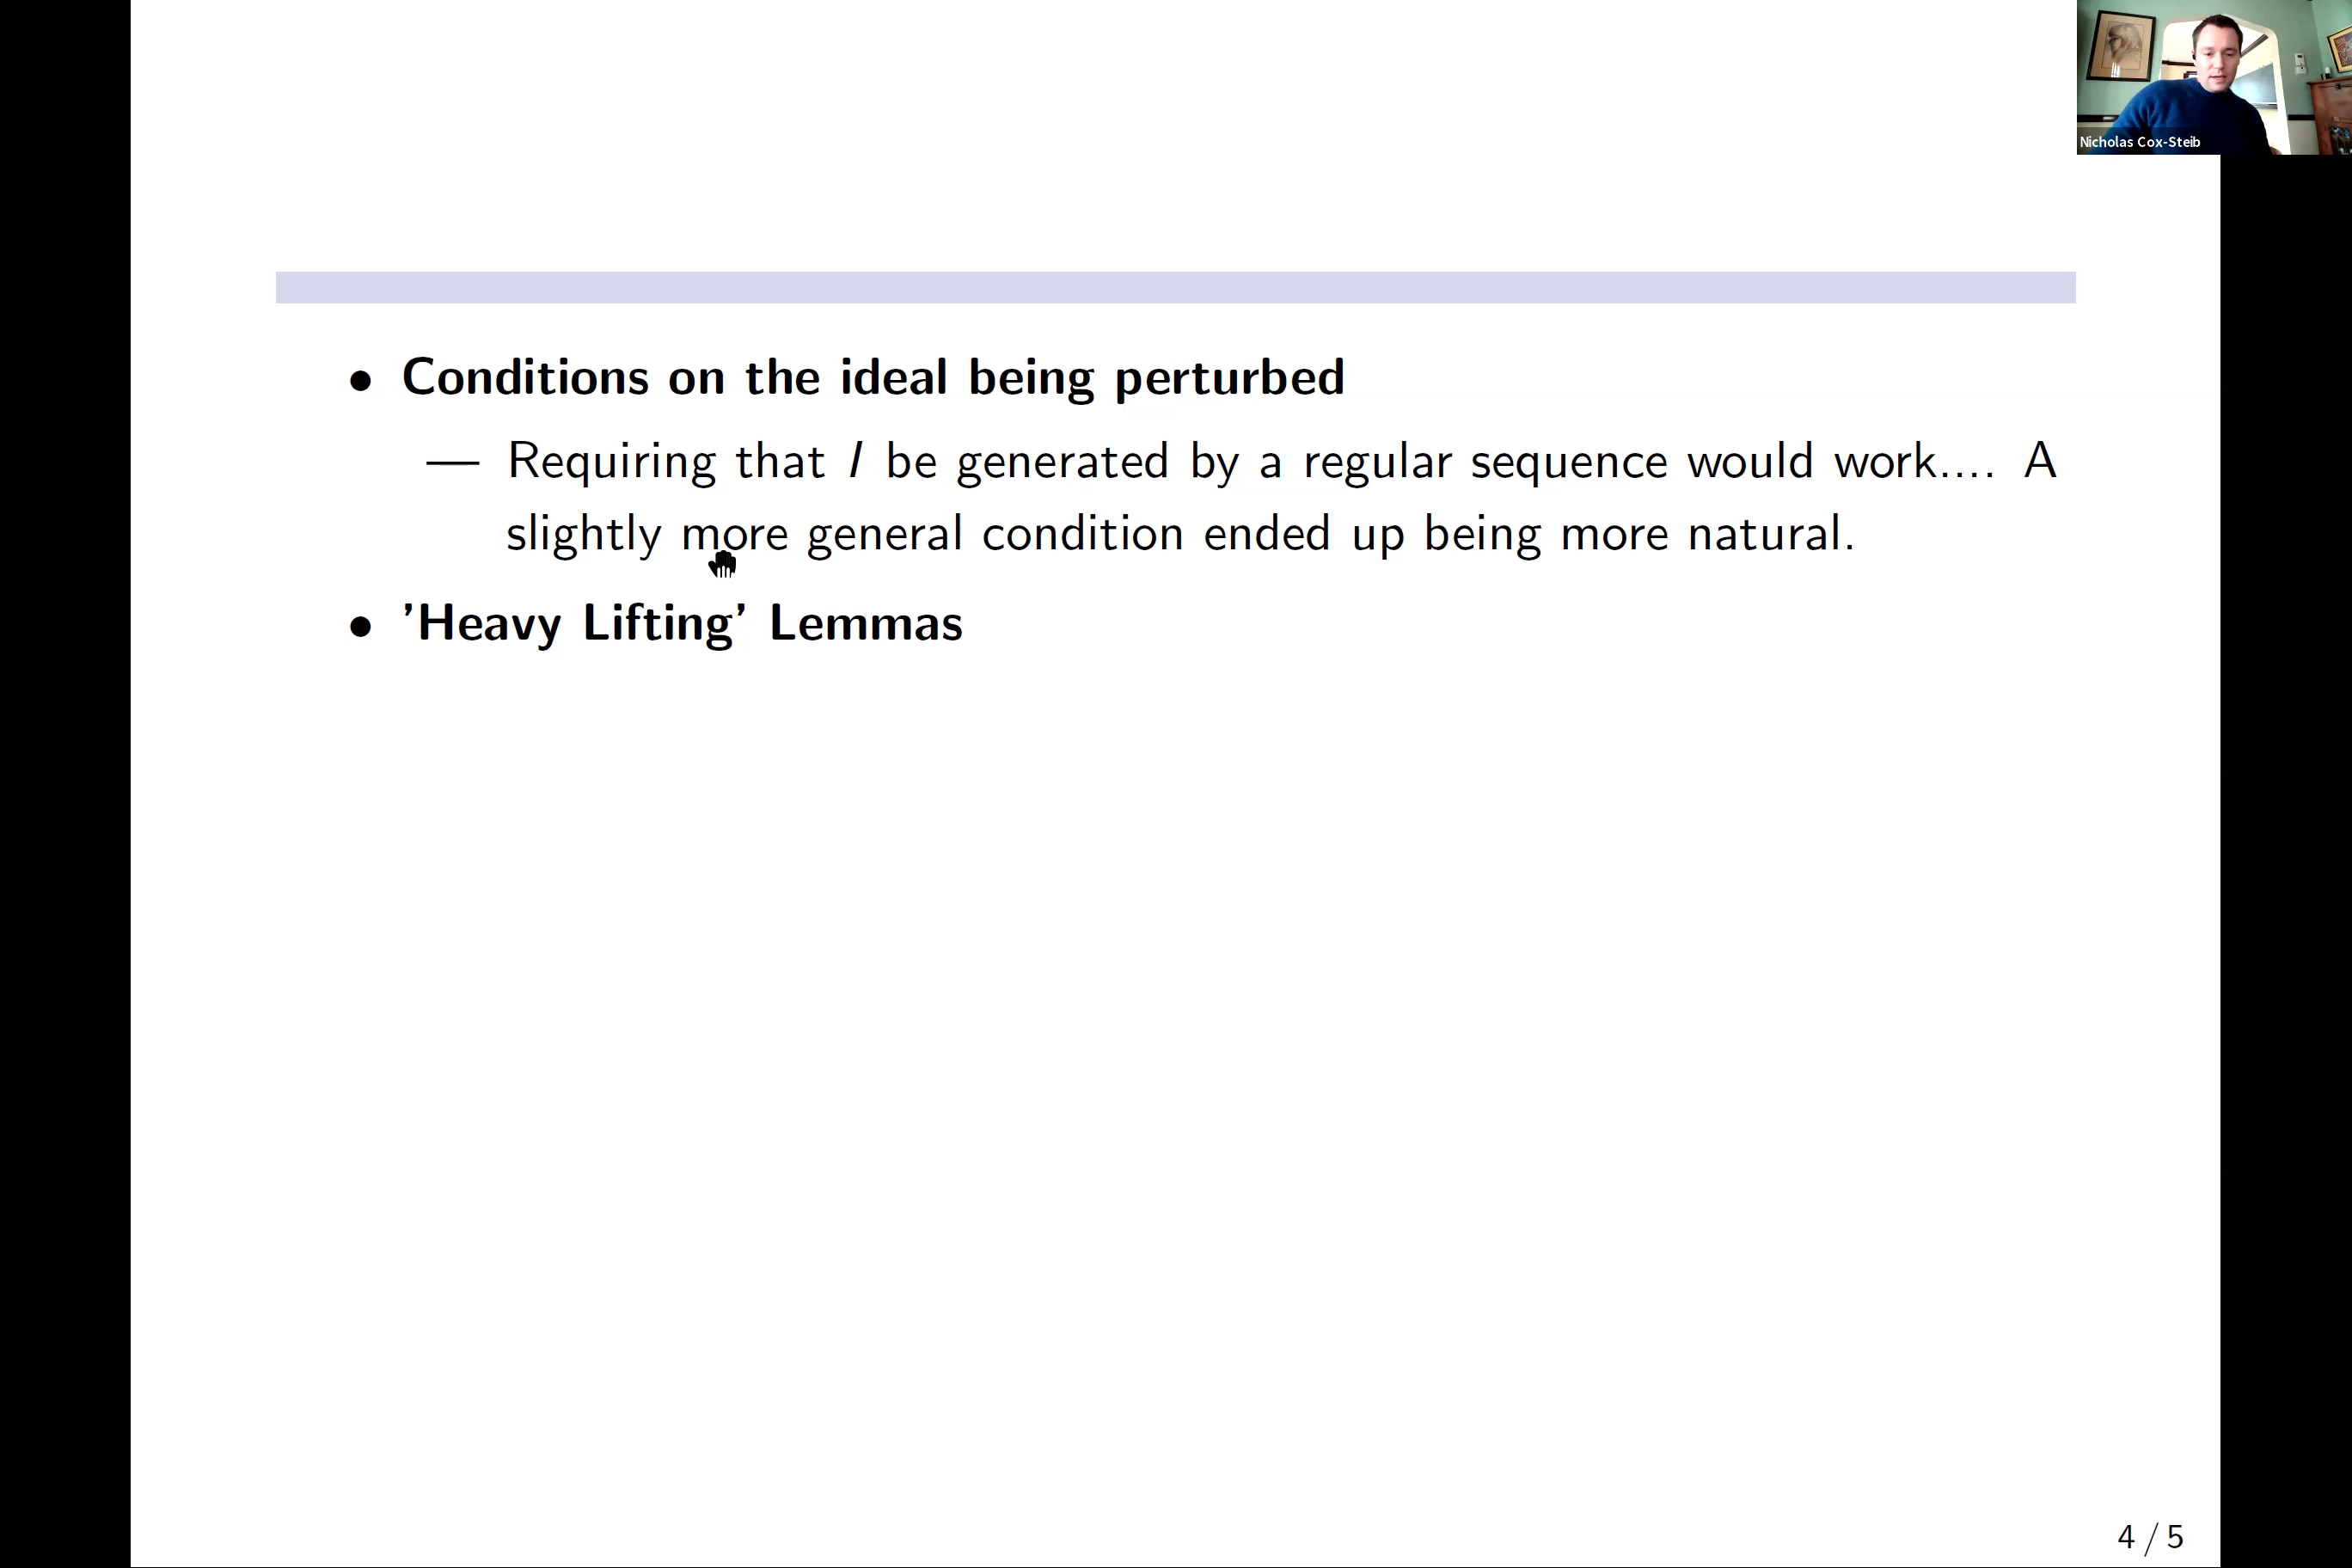 Nicholas Cox-Steib
• Conditions on the ideal being perturbed
— Requiring that I be generated by a regular sequence would work.... A
slightly more general condition ended up being more natural.
• 'Heavy Lifting' Lemmas
4 / 5